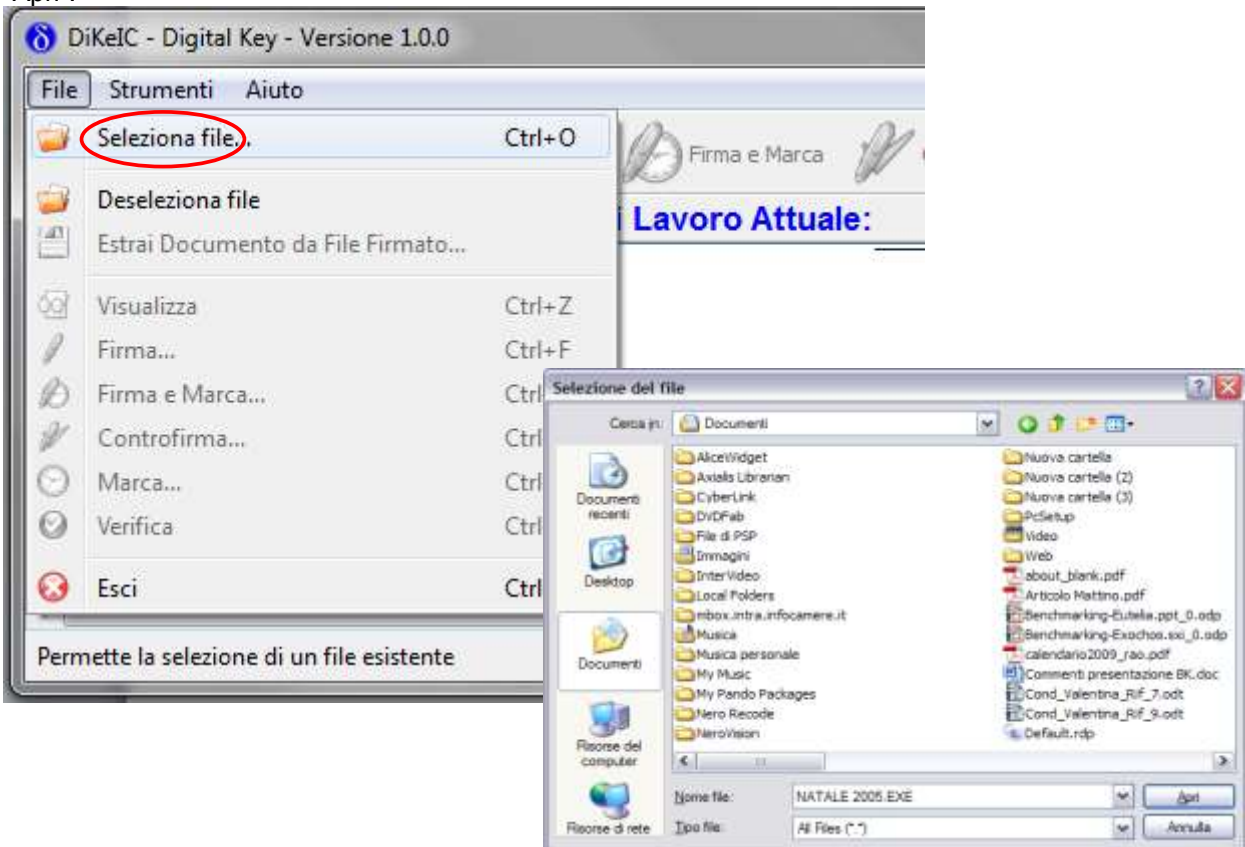 DiKeIC - Digital Key - Versione 1.0.0
File Strumenti Aiuto
Seleziona file... Ctrl+O
Firma e Marca
Deseleziona file
i Lavoro Attuale:
Estrai Documento da File Firmato...
Visualizza Ctrl+Z
Firma... Ctrl+F
Firma e Marca... Ctrl
Controfirma... Ctrl
Marca... Ctrl
Verifica Ctrl
Esci Ctrl
Permette la selezione di un file esistente
Selezione del file
Cerca in: Documenti
Documenti recenti
Desktop
Documenti
Risorse del computer
Risorse di rete
AliceWidget
Axialis Librarian
CyberLink
DVDFab
File di PSP
Immagini
InterVideo
Local Folders
mbox.intra.infocamere.it
Musica
Musica personale
My Music
My Pando Packages
Nero Recode
NeroVision
Nuova cartella
Nuova cartella (2)
Nuova cartella (3)
PcSetup
Video
Web
about_blank.pdf
Articolo Mattino.pdf
Benchmarking-Eutelia.ppt_0.odp
Benchmarking-Exochos.sxi_0.odp
calendario2009_rao.pdf
Commenti presentazione BK.doc
Cond_Valentina_Rif_7.odt
Cond_Valentina_Rif_9.odt
Default.rdp
Nome file: NATALE 2005.EXE Apri
Tipo file: All Files (*.*) Annulla